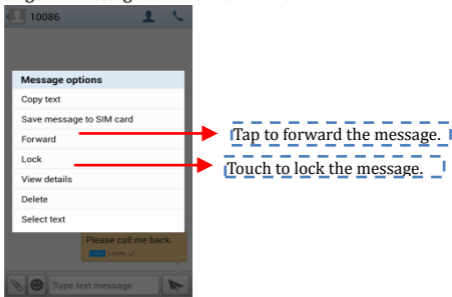 10086
Message options
Copy text
Save message to SIM card
Forward
Tap to forward the message.
Lock
Touch to lock the message.
View details
Delete
Select text
Please call me back.
Type text message